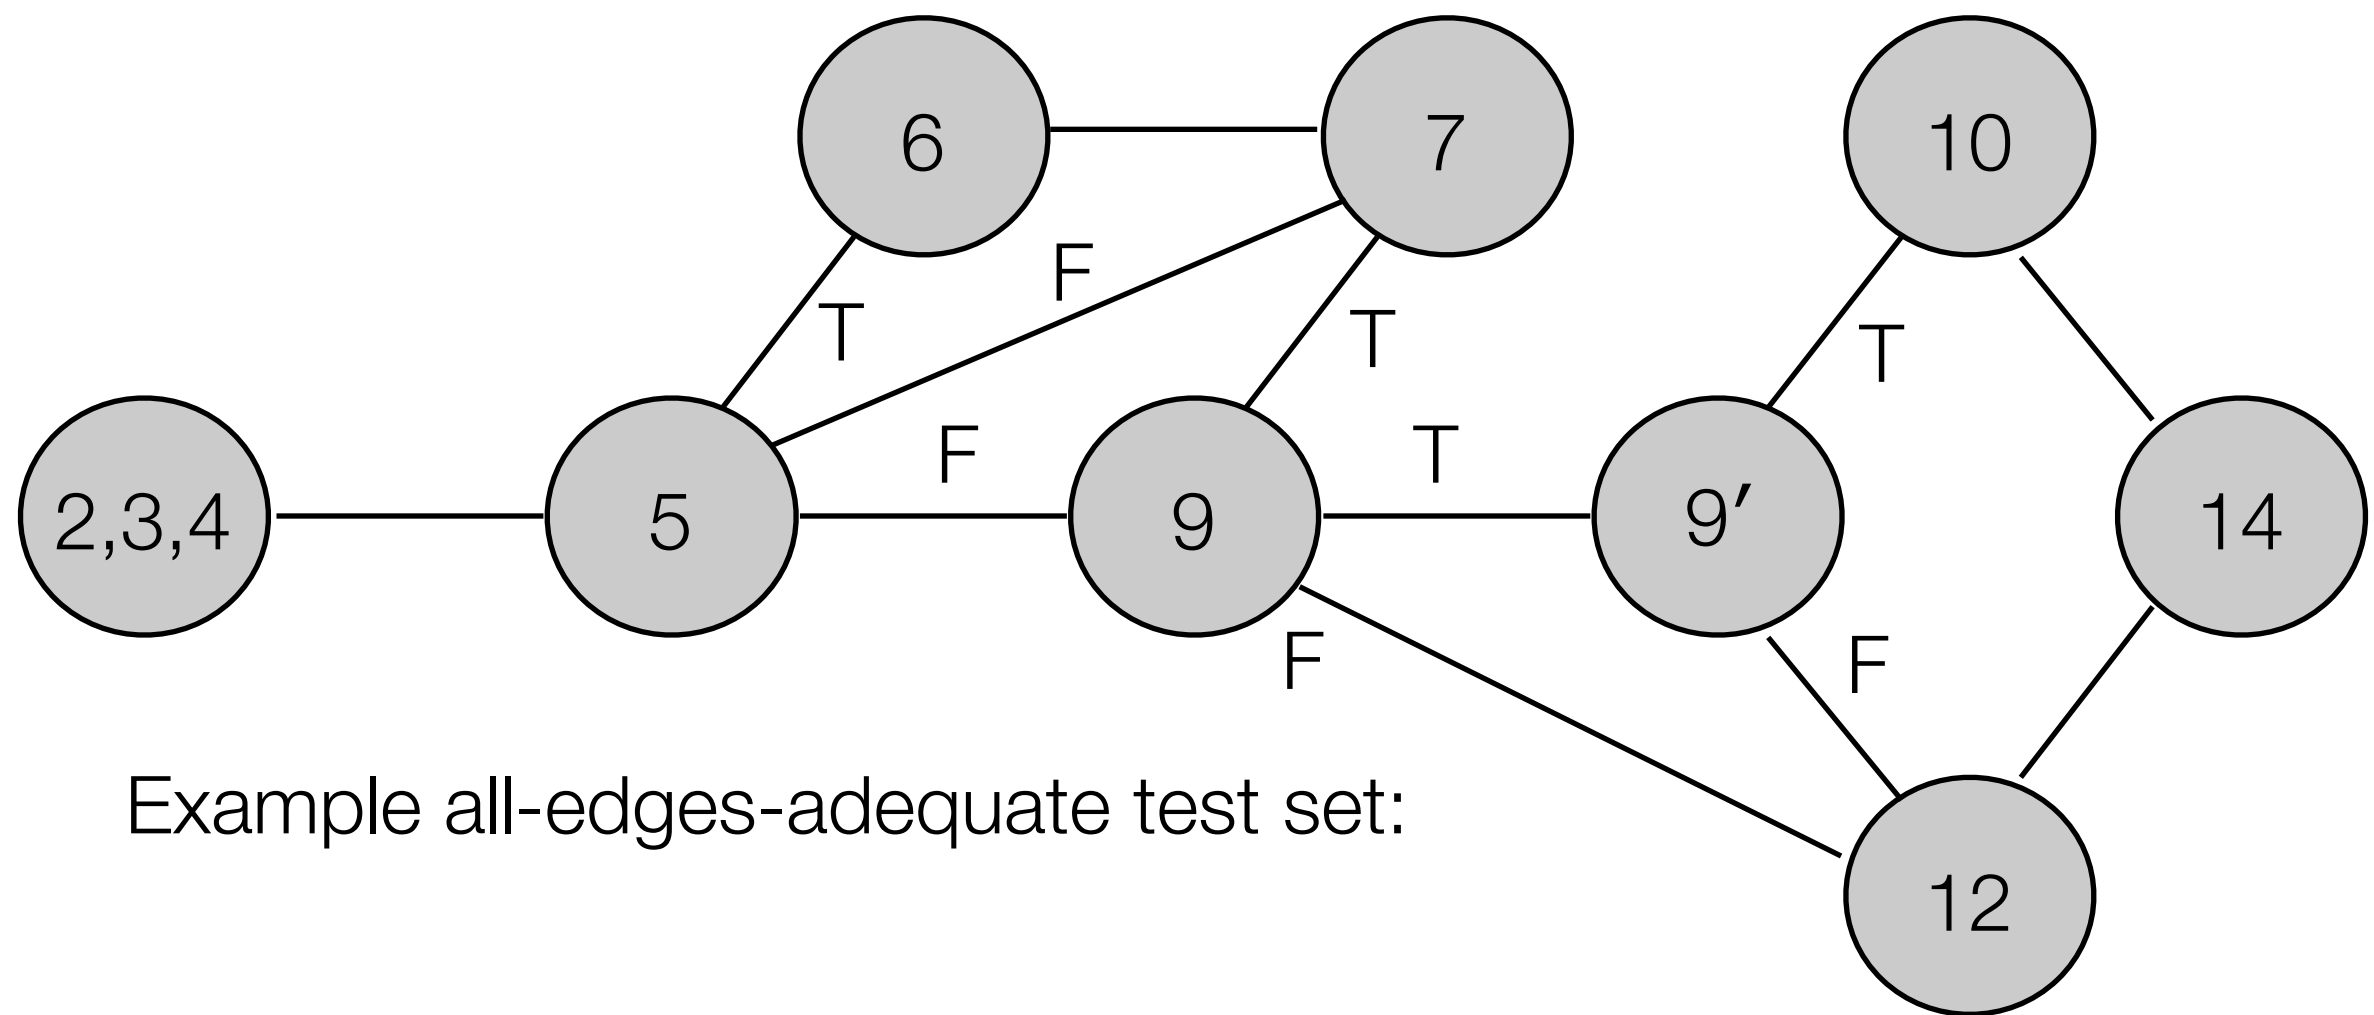 6
7
10
F
T
T
T
F
T
2,3,4
5
9
9′
14
F
F
Example all-edges-adequate test set:
12